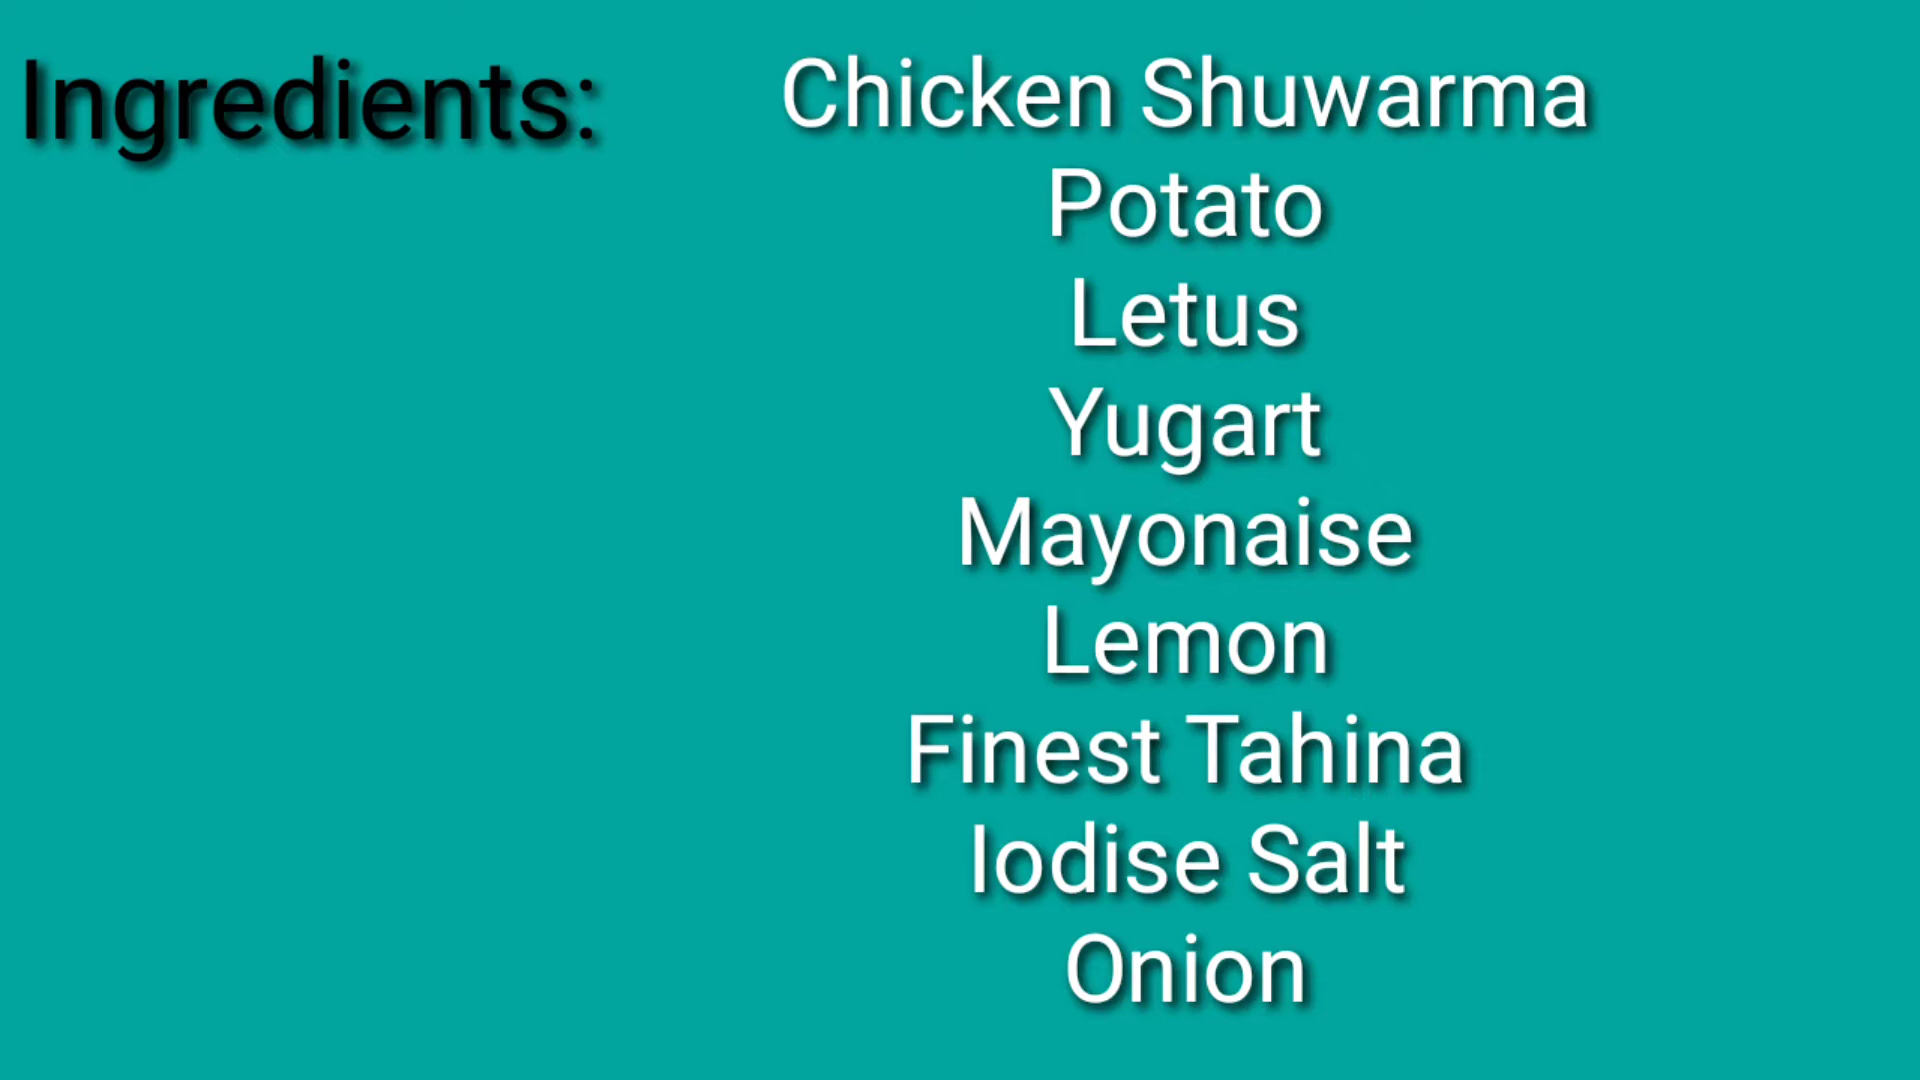 Ingredients:
Chicken Shuwarma
Potato
Letus
Yugart
Mayonaise
Lemon
Finest Tahina
Iodise Salt
Onion